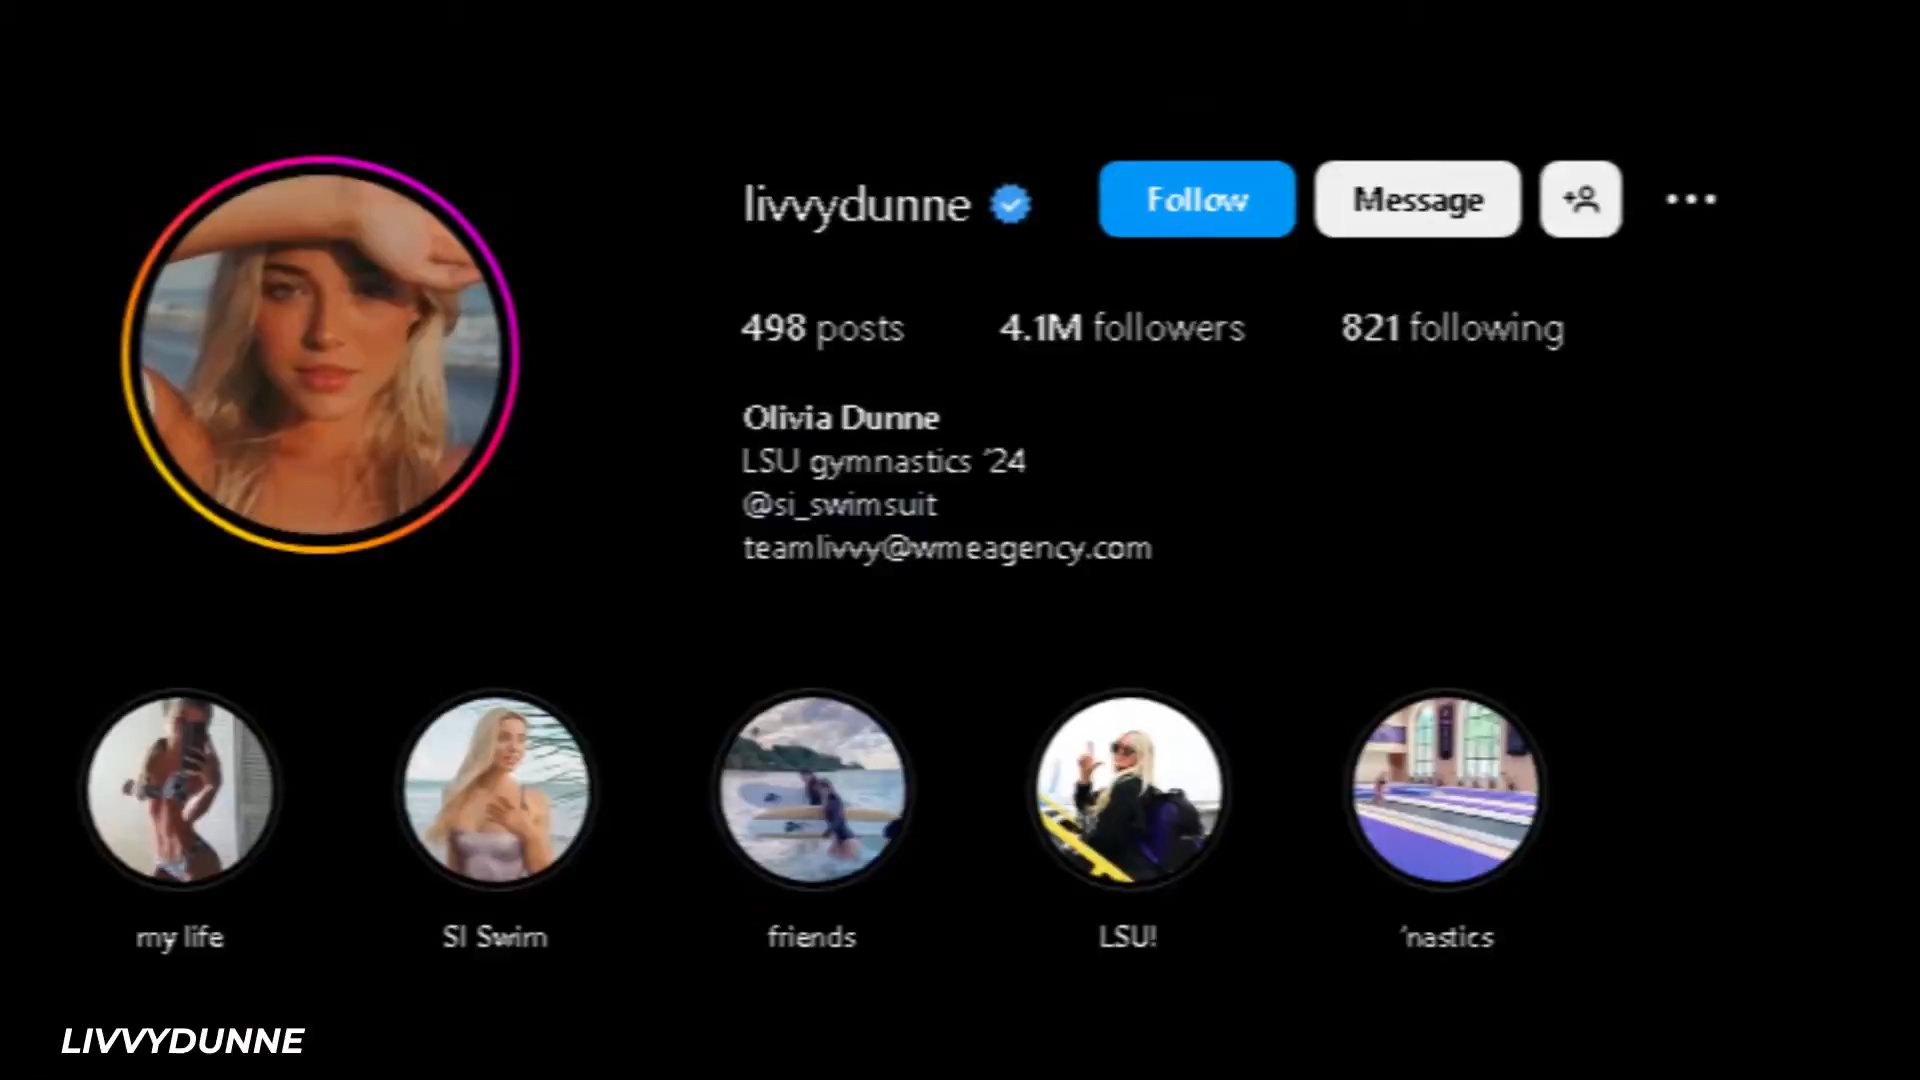 livvydunne
Follow
Message
498 posts
4.1M followers
821 following
Olivia Dunne
LSU gymnastics '24
@si_swimsuit
teamlivvy@wmeagency.com
my life
SI Swim
friends
LSU!
'nastics
LIVVYDUNNE